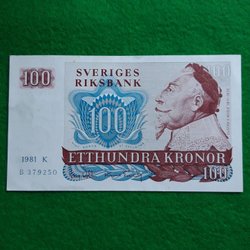 100
SVERIGES
RIKSBANK
100
1981 K
B 379250
ETTHUNDRA KRONOR
100